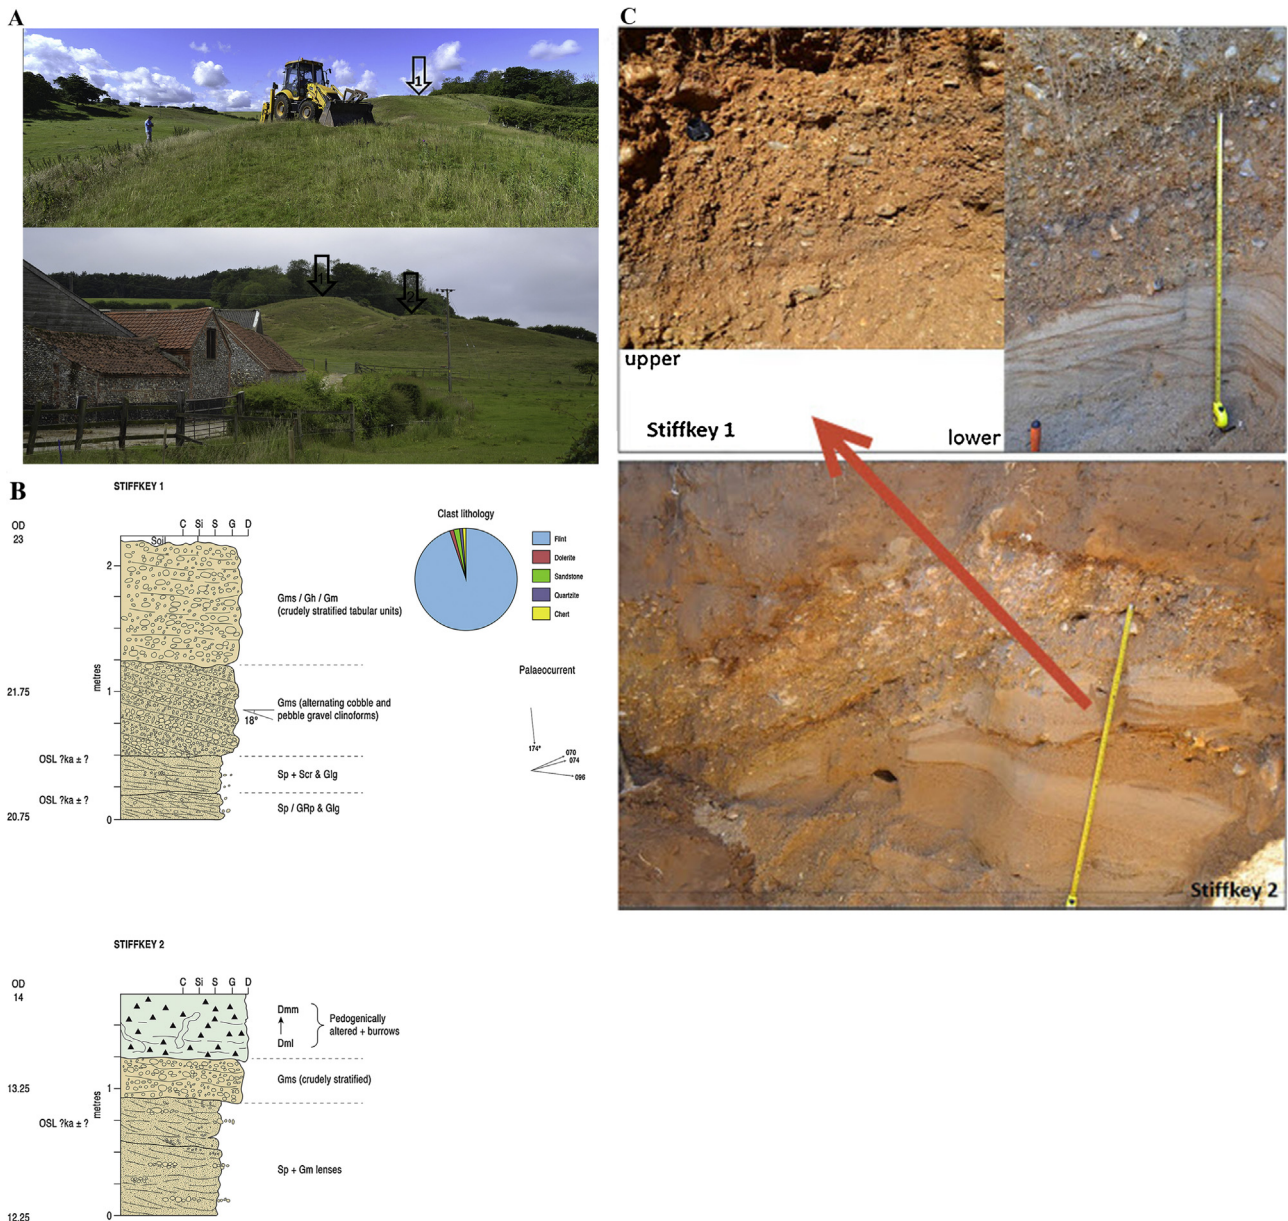 A
1
1
2
B
STIFFKEY 1
OD
23
C Si S G D
Soil
2
Gms / Gh / Gm
(crudely stratified tabular units)
21.75
metres
1
18°
Gms (alternating cobble and
pebble gravel clinoforms)
OSL ?ka ± ?
Sp + Scr & Glg
OSL ?ka ± ?
Sp / GRp & Glg
20.75
0
Clast lithology
Flint
Dolerite
Sandstone
Quartzite
Chert
Palaeocurrent
174°
070
074
096
STIFFKEY 2
OD
14
C Si S G D
Dmm
Dml
Pedogenically
altered + burrows
Gms (crudely stratified)
13.25
metres
1
OSL ?ka ± ?
Sp + Gm lenses
12.25
0
C
upper
Stiffkey 1
lower
Stiffkey 2